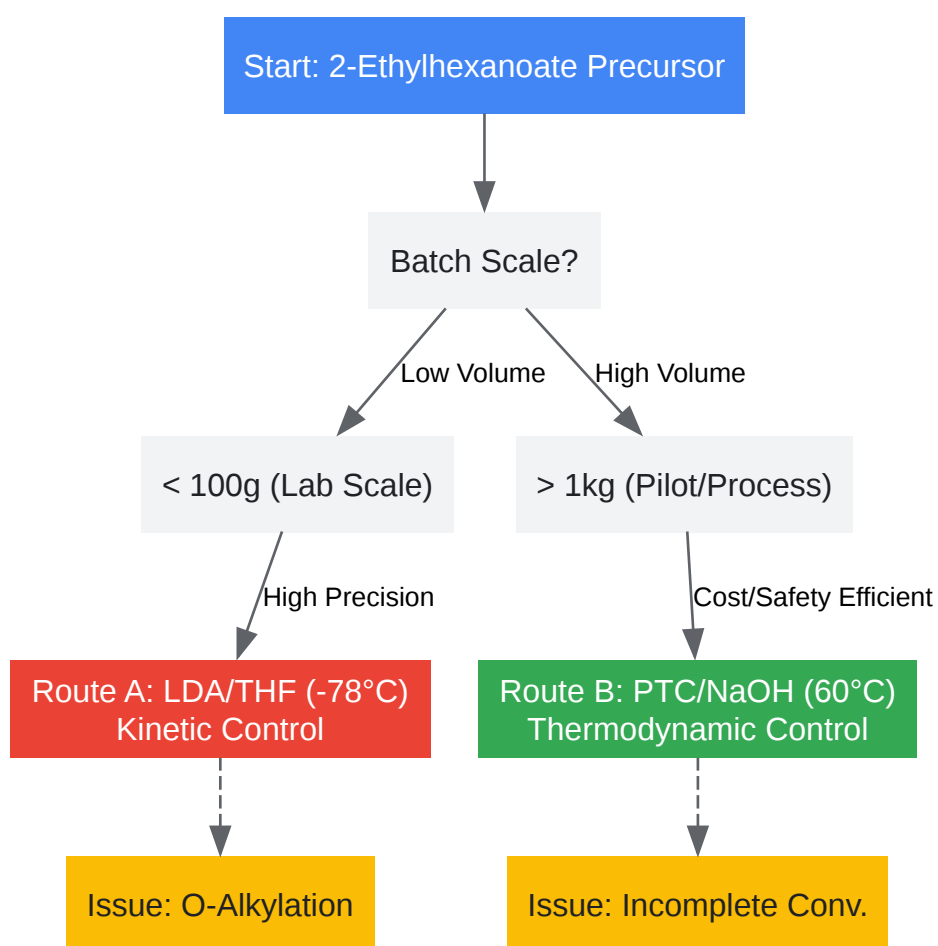 Start: 2-Ethylhexanoate Precursor
Batch Scale?
Low Volume
High Volume
< 100g (Lab Scale)
> 1kg (Pilot/Process)
High Precision
Cost/Safety Efficient
Route A: LDA/THF (-78°C)
Kinetic Control
Route B: PTC/NaOH (60°C)
Thermodynamic Control
Issue: O-Alkylation
Issue: Incomplete Conv.